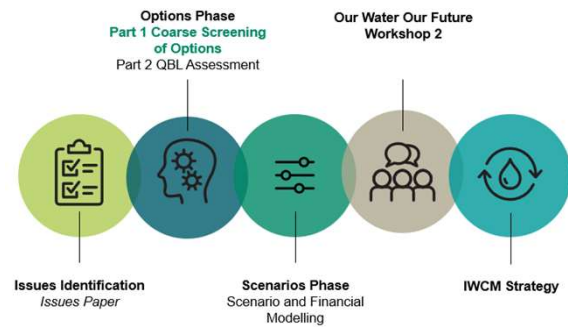 Options Phase
Part 1 Coarse Screening
of Options
Part 2 QBL Assessment
Our Water Our Future
Workshop 2
Issues Identification
Issues Paper
Scenarios Phase
Scenario and Financial
Modelling
IWCM Strategy